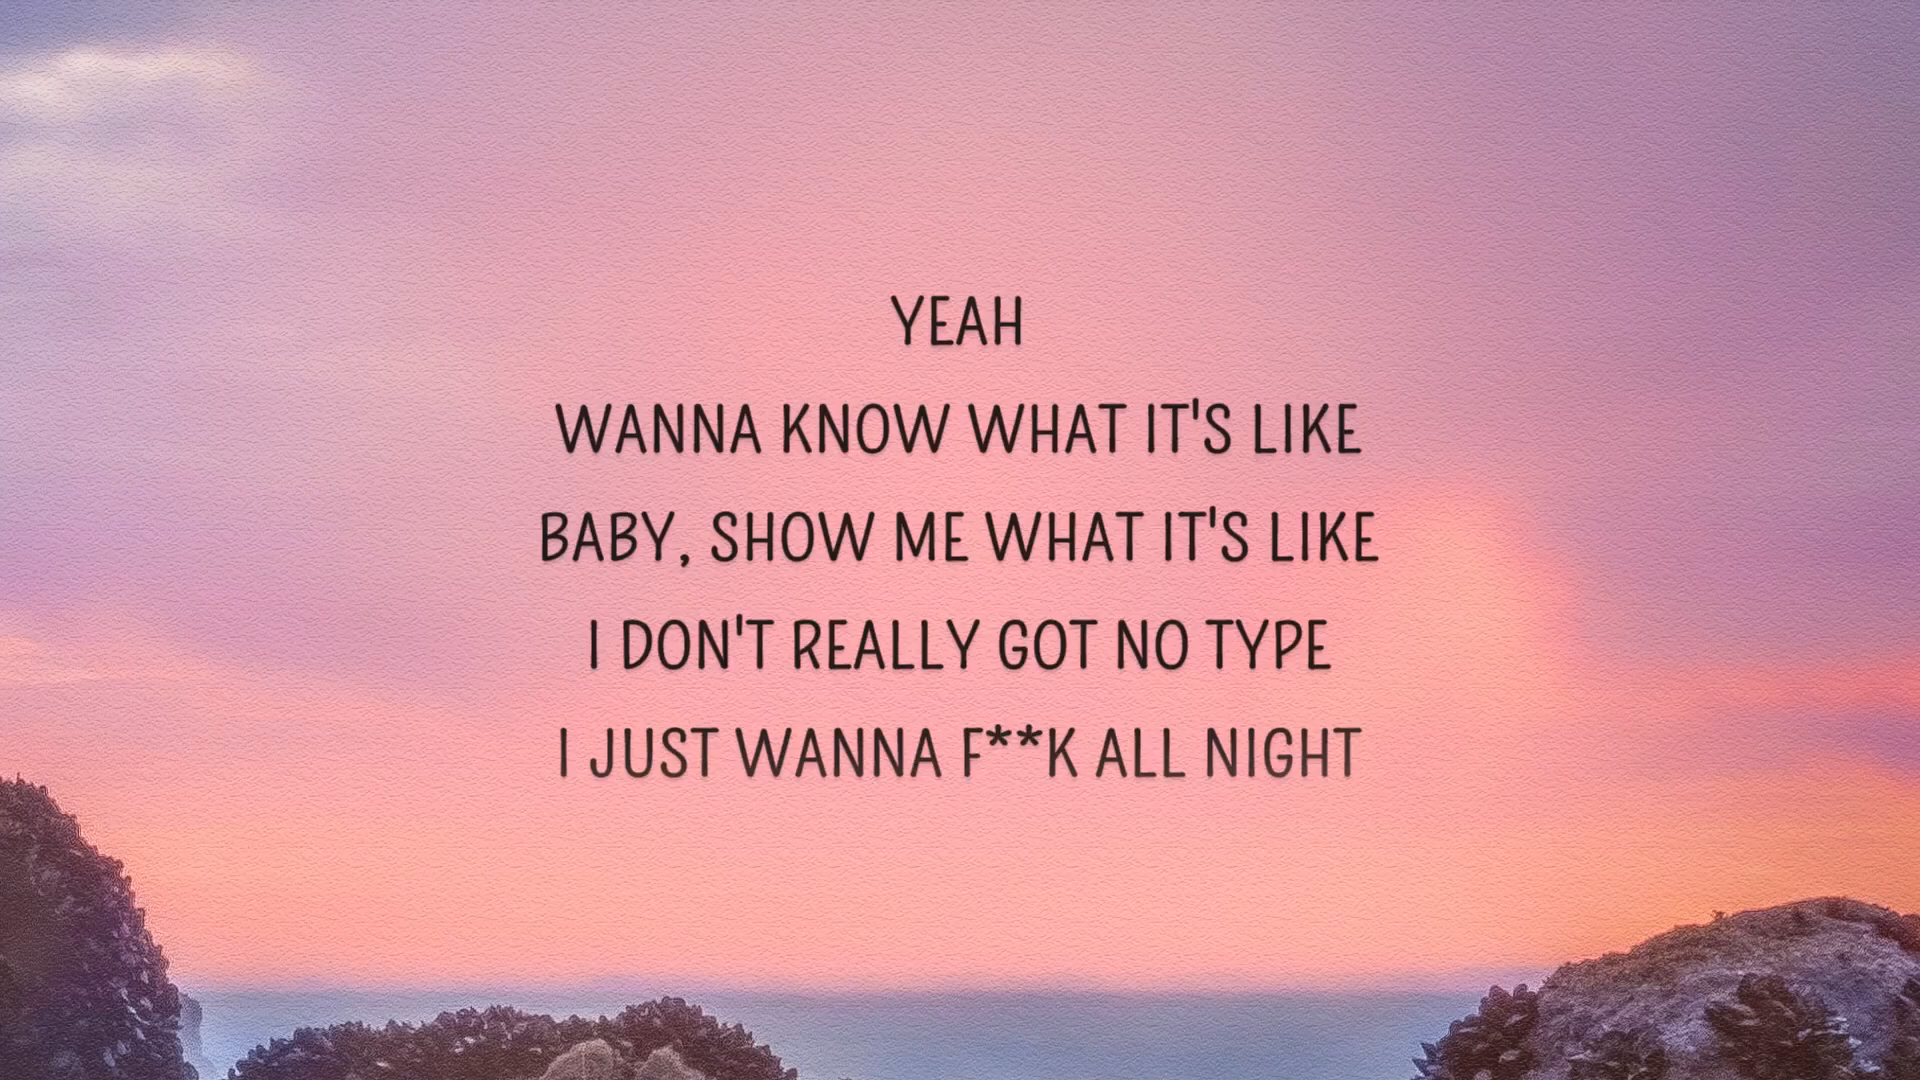 YEAH
WANNA KNOW WHAT IT'S LIKE
BABY, SHOW ME WHAT IT'S LIKE
I DON'T REALLY GOT NO TYPE
I JUST WANNA F**K ALL NIGHT